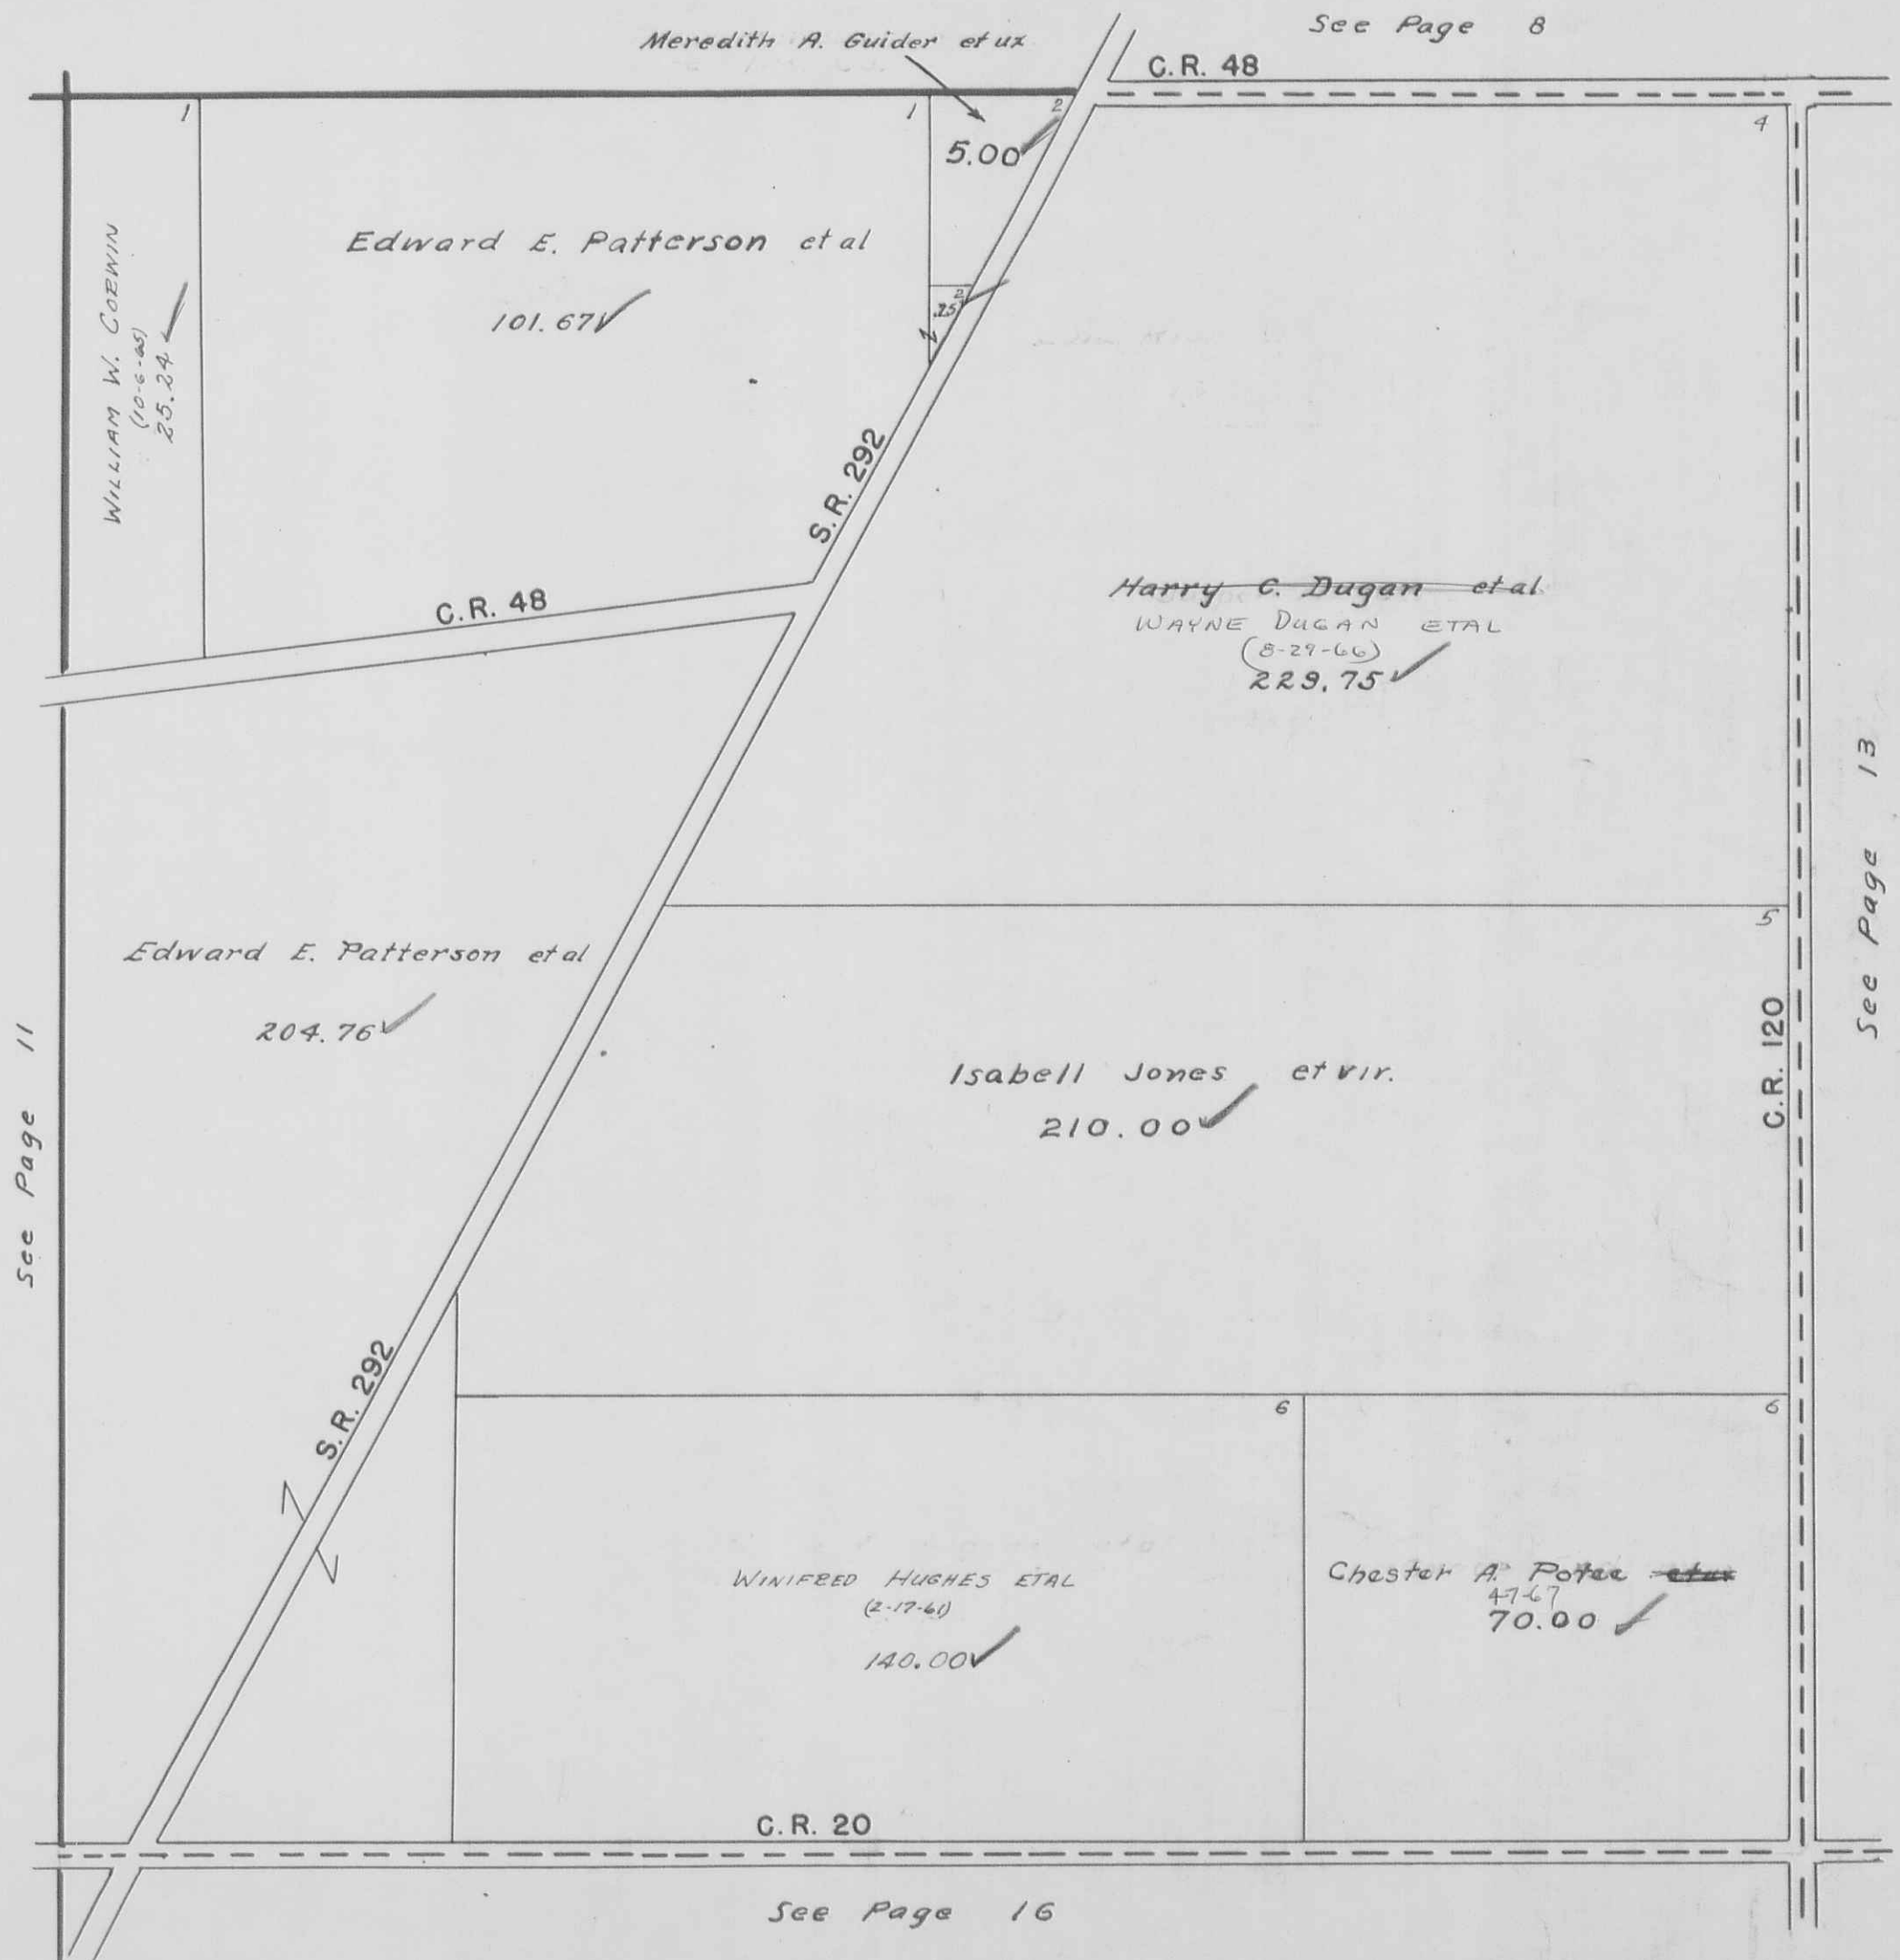 See Page 8
Meredith A. Guider et ux
C.R. 48
1
1
2
4
5.00
Edward E. Patterson et al
101.67
WILLIAM W. CORWIN
(10-6-65)
25.24
2
.25
S.R. 292
C.R. 48
Harry C. Dugan et al
WAYNE DUGAN ETAL
(8-29-66)
229.75
See Page 13
5
Edward E. Patterson et al
204.76
C.R. 120
See Page 11
Isabell Jones et vir.
210.00
S.R. 292
6
6
WINIFRED HUGHES ETAL
(2-17-61)
140.00
Chester A. Potee et ux
4-7-67
70.00
C.R. 20
See Page 16